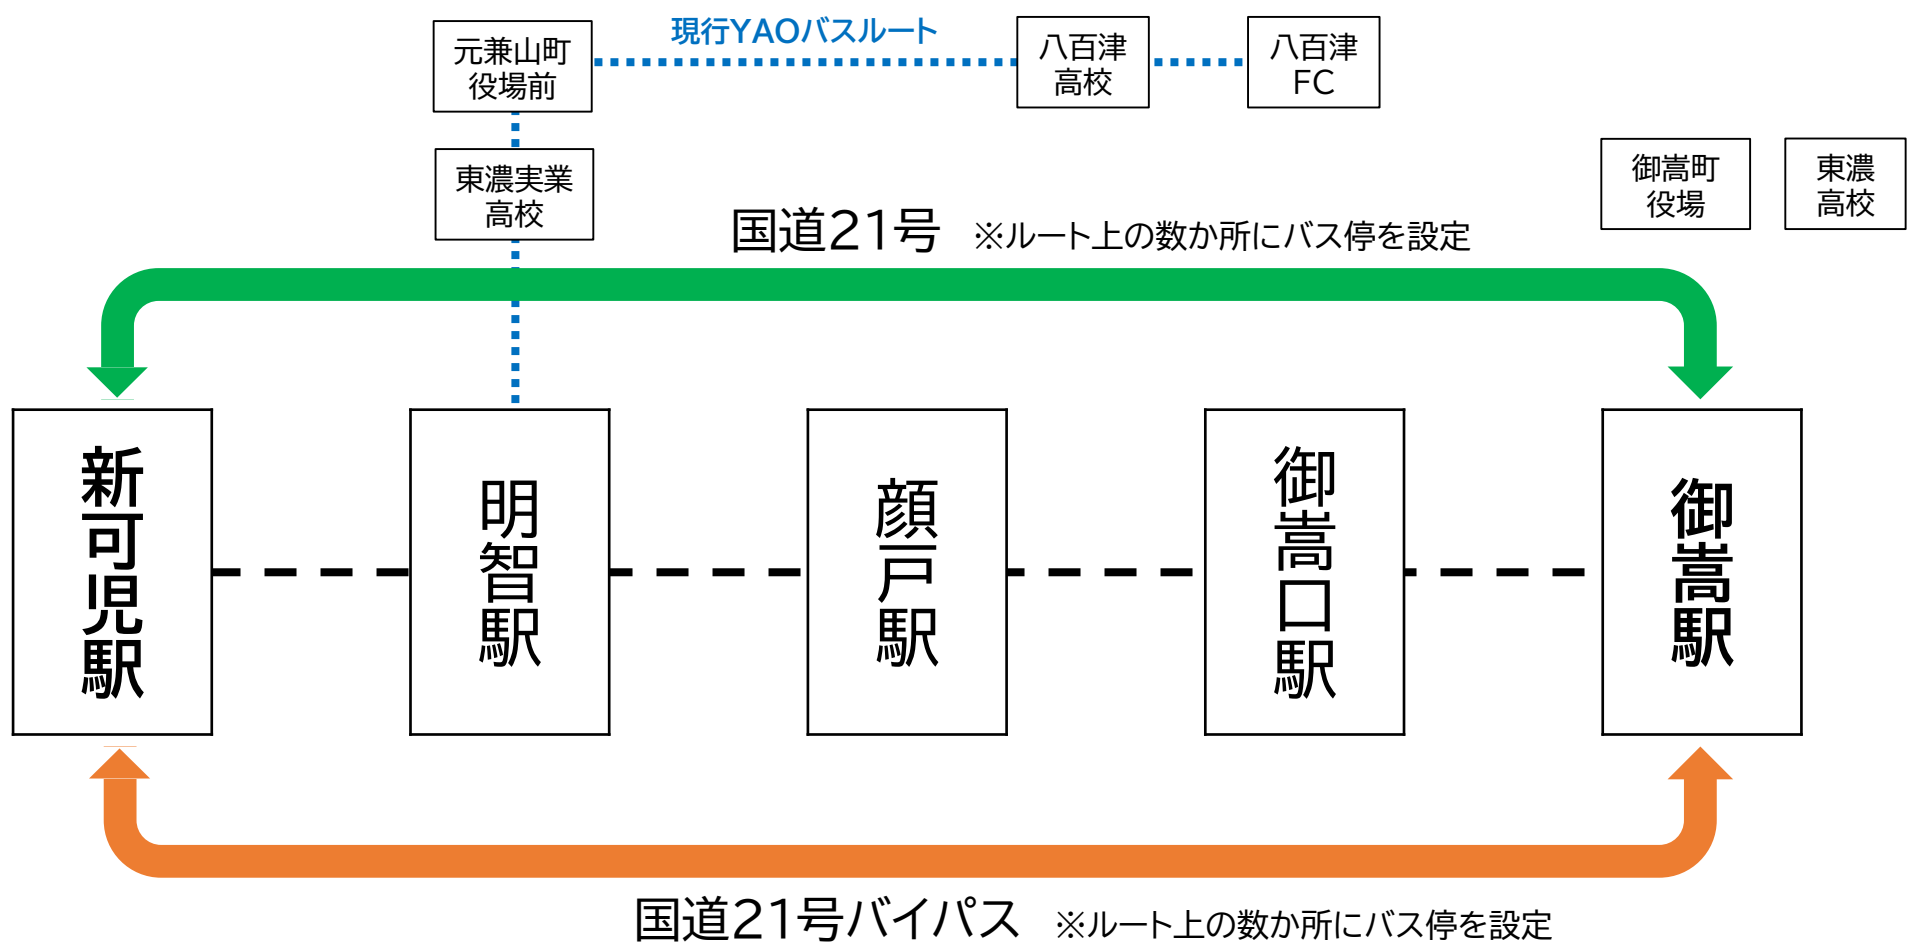 現行YAOバスルート
元兼山町
役場前
八百津
高校
八百津
FC
東濃実業
高校
御嵩町
役場
東濃
高校
国道21号 ※ルート上の数か所にバス停を設定
新可児駅
明智駅
顔戸駅
御嵩口駅
御嵩駅
国道21号バイパス ※ルート上の数か所にバス停を設定